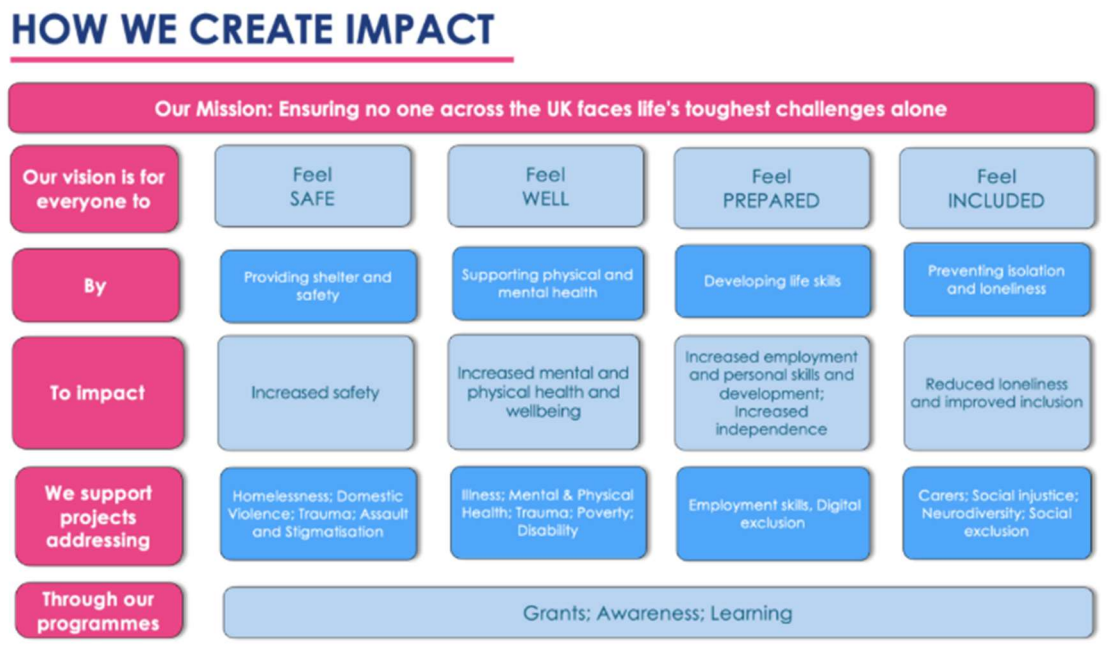 HOW WE CREATE IMPACT
Our Mission: Ensuring no one across the UK faces life's toughest challenges alone
Our vision is for
everyone to
Feel
SAFE
Feel
WELL
Feel
PREPARED
Feel
INCLUDED
By
Providing shelter and
safety
Supporting physical and
mental health
Developing life skills
Preventing isolation
and loneliness
To impact
Increased safety
Increased mental and
physical health and
wellbeing
Increased employment
and personal skills and
development;
Increased
independence
Reduced loneliness
and improved inclusion
We support
projects
addressing
Homelessness; Domestic
Violence; Trauma; Assault
and Stigmatisation
Illness; Mental & Physical
Health; Trauma; Poverty;
Disability
Employment skills, Digital
exclusion
Carers; Social injustice;
Neurodiversity; Social
exclusion
Through our
programmes
Grants; Awareness; Learning